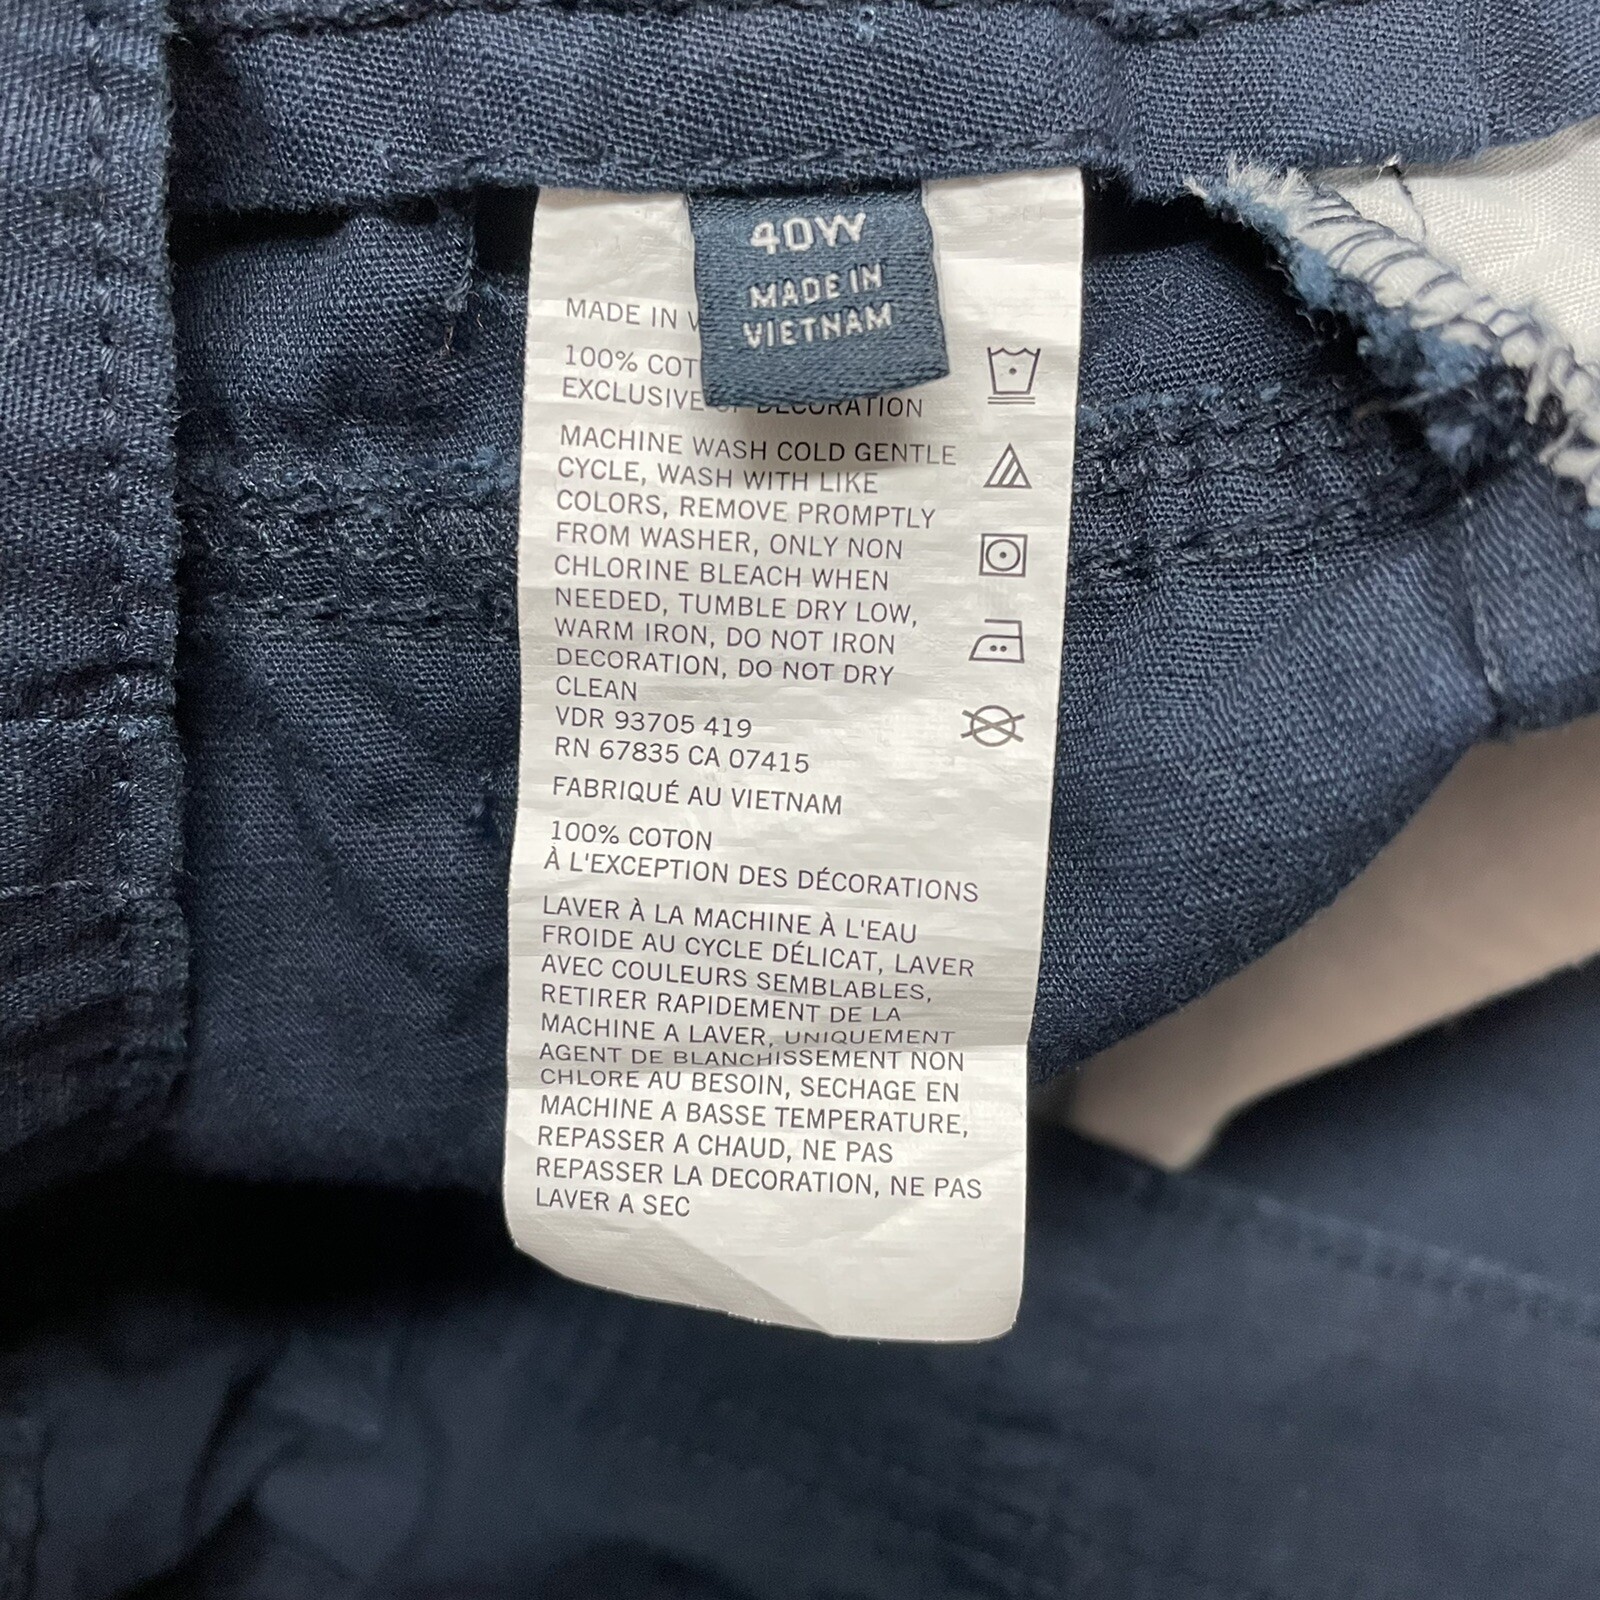 40W
MADE IN
VIETNAM
MADE IN
100%
EXCLUSIVE DECORATION
MACHINE WASH COLD GENTLE
CYCLE, WASH WITH LIKE
COLORS, REMOVE PROMPTLY
FROM WASHER, ONLY NON
CHLORINE BLEACH WHEN
NEEDED, TUMBLE DRY LOW,
WARM IRON, DO NOT IRON
DECORATION, DO NOT DRY
CLEAN
VDR 93705 419
RN 67835 CA 07415
FABRIQUÉ AU VIETNAM
100% COTON
À L'EXCEPTION DES DÉCORATIONS
LAVER À LA MACHINE À L'EAU
FROIDE AU CYCLE DÉLICAT, LAVER
AVEC COULEURS SEMBLABLES,
RETIRER RAPIDEMENT DE LA
MACHINE A LAVER, UNIQUEMENT
AGENT DE BLANCHISSEMENT NON
CHLORE AU BESOIN, SECHAGE EN
MACHINE A BASSE TEMPERATURE,
REPASSER A CHAUD, NE PAS
REPASSER LA DECORATION, NE PAS
LAVER A SEC